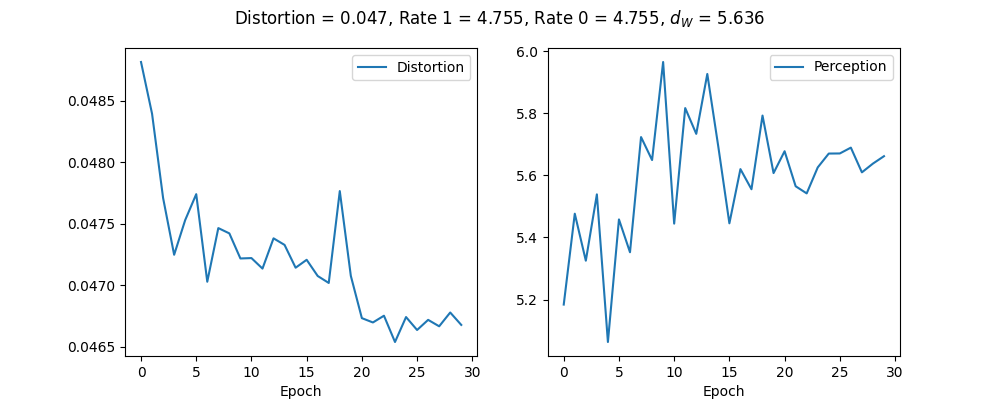 Distortion = 0.047, Rate 1 = 4.755, Rate 0 = 4.755, d_W = 5.636
Distortion
0.0485
0.0480
0.0475
0.0470
0.0465
0 5 10 15 20 25 30
Epoch
Perception
6.0
5.8
5.6
5.4
5.2
0 5 10 15 20 25 30
Epoch